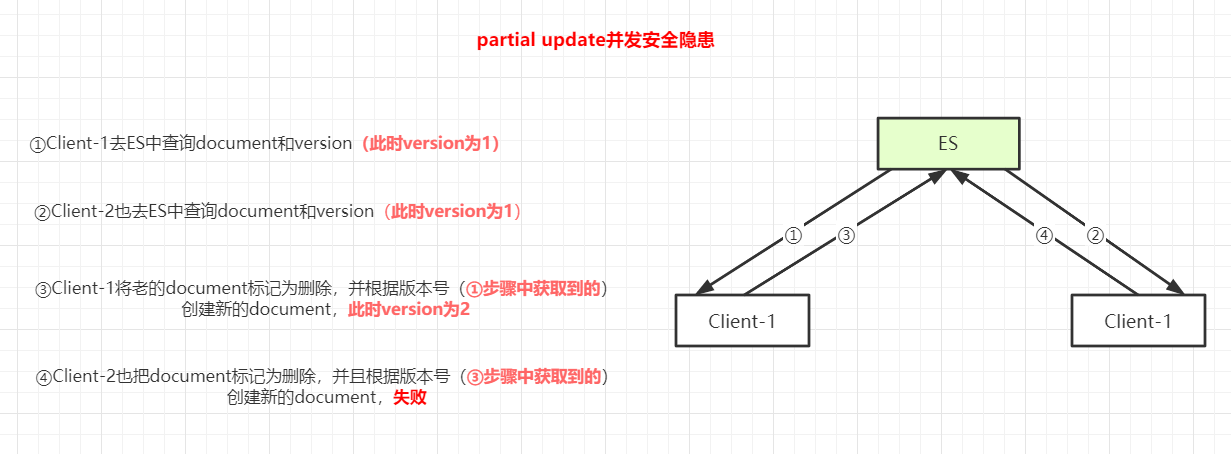 partial update并发安全隐患
①Client-1去ES中查询document和version（此时version为1）
②Client-2也去ES中查询document和version（此时version为1）
③Client-1将老的document标记为删除，并根据版本号（①步骤中获取到的）
创建新的document，此时version为2
④Client-2也把document标记为删除，并且根据版本号（③步骤中获取到的）
创建新的document，失败
ES
① ③ ④ ②
Client-1
Client-1